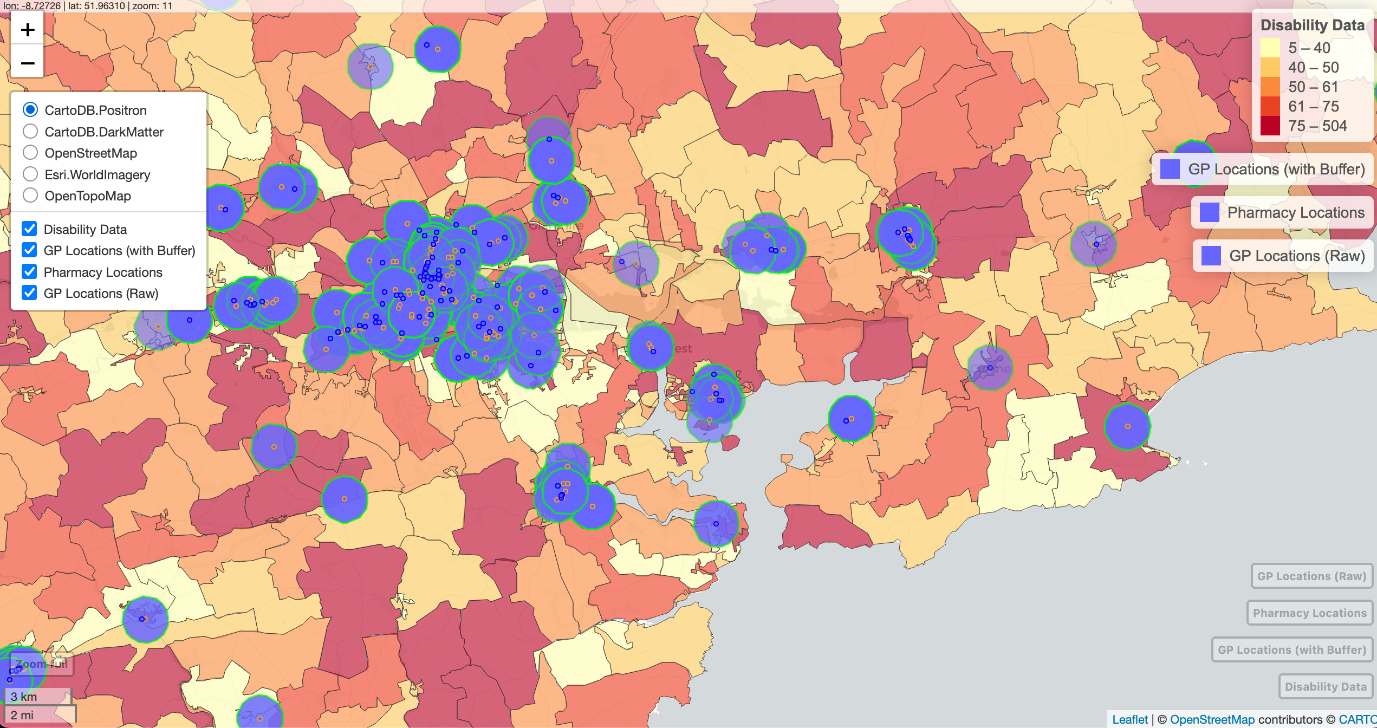 lon: -8.72726 | lat: 51.96310 | zoom: 11
+
−
CartoDB.Positron
CartoDB.DarkMatter
OpenStreetMap
Esri.WorldImagery
OpenTopoMap
Disability Data
GP Locations (with Buffer)
Pharmacy Locations
GP Locations (Raw)
Disability Data
5 – 40
40 – 50
50 – 61
61 – 75
75 – 504
GP Locations (with Buffer)
Pharmacy Locations
GP Locations (Raw)
GP Locations (Raw)
Pharmacy Locations
GP Locations (with Buffer)
Disability Data
Zoom full
3 km
2 mi
Leaflet | © OpenStreetMap contributors © CARTO